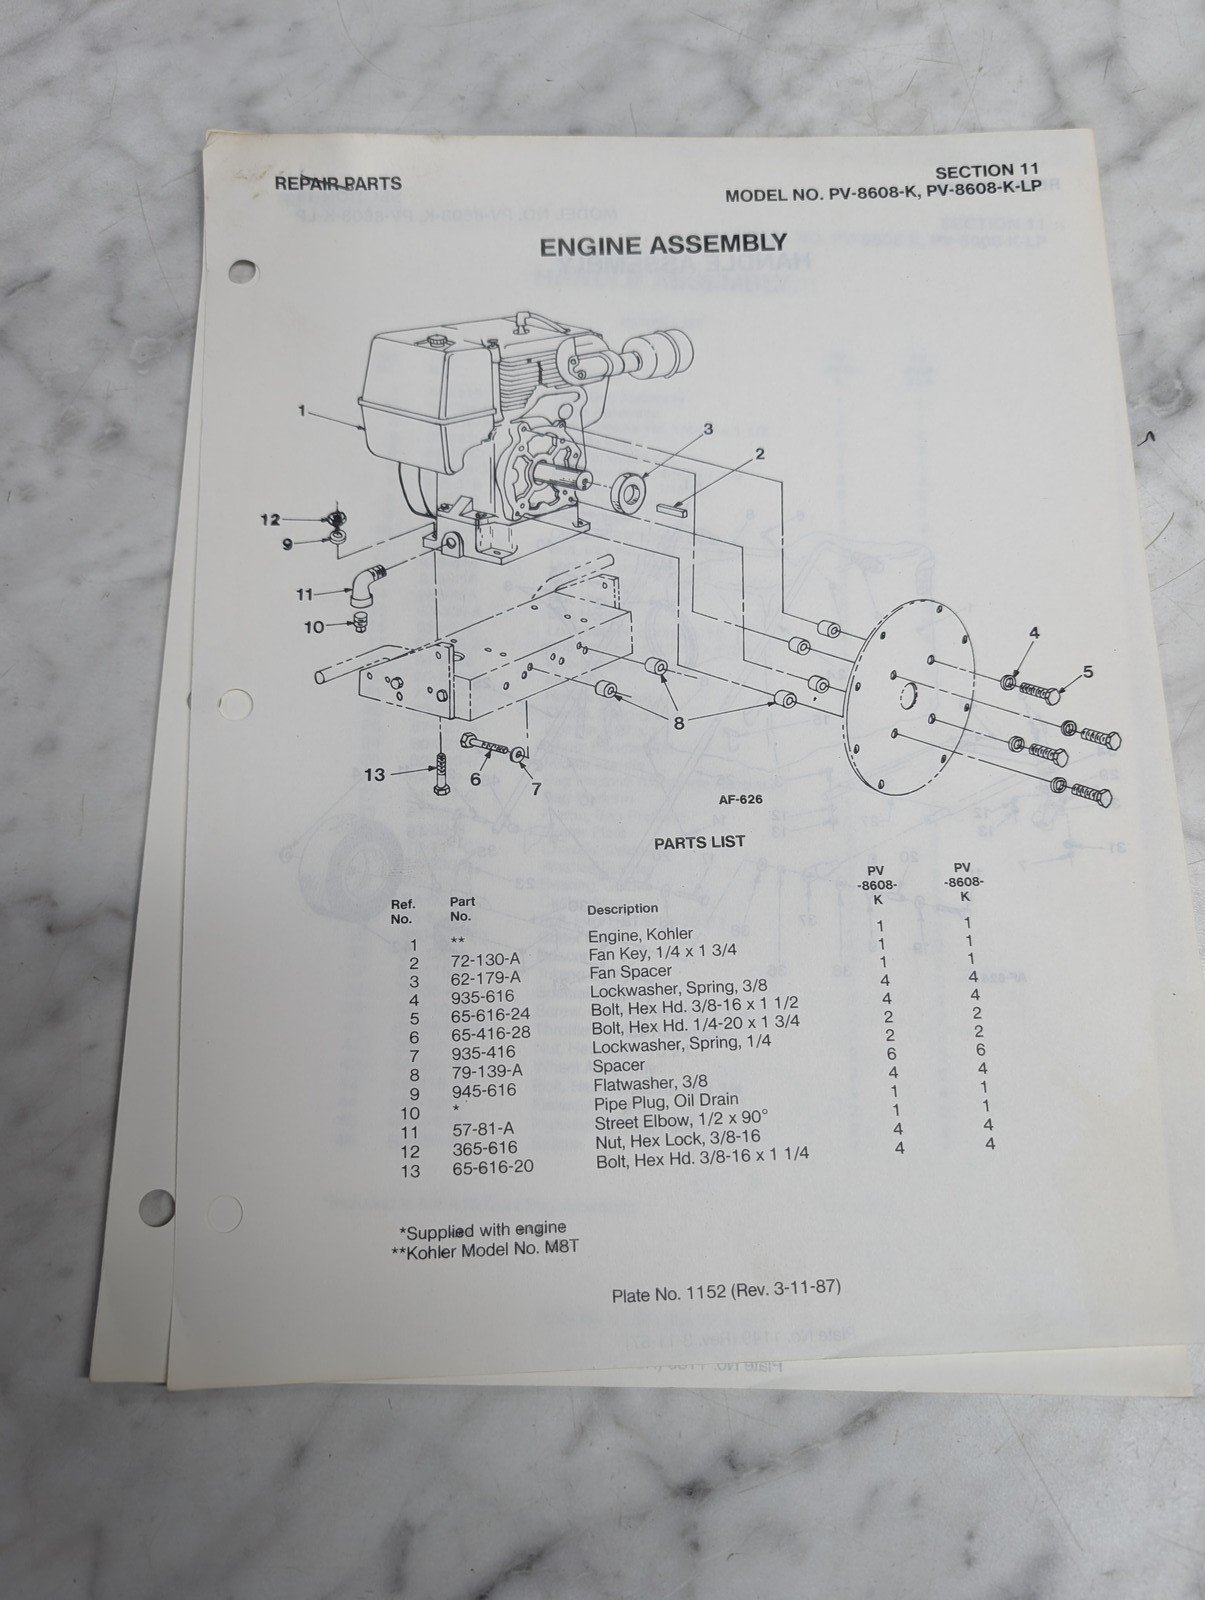 REPAIR PARTS
SECTION 11
MODEL NO. PV-8608-K, PV-8608-K-LP
ENGINE ASSEMBLY
1
3
2
12
9
11
10
4
5
8
13
6
7
AF-626
PARTS LIST
Ref. No. Part No. Description PV -8608- K PV -8608- K
1 ** Engine, Kohler 1 1
2 72-130-A Fan Key, 1/4 x 1 3/4 1 1
3 62-179-A Fan Spacer 1 1
4 935-616 Lockwasher, Spring, 3/8 4 4
5 65-616-24 Bolt, Hex Hd. 3/8-16 x 1 1/2 4 4
6 65-416-28 Bolt, Hex Hd. 1/4-20 x 1 3/4 2 2
7 935-416 Lockwasher, Spring, 1/4 2 2
8 79-139-A Spacer 6 6
9 945-616 Flatwasher, 3/8 4 4
10 * Pipe Plug, Oil Drain 1 1
11 57-81-A Street Elbow, 1/2 x 90° 1 1
12 365-616 Nut, Hex Lock, 3/8-16 4 4
13 65-616-20 Bolt, Hex Hd. 3/8-16 x 1 1/4 4 4
*Supplied with engine
**Kohler Model No. M8T
Plate No. 1152 (Rev. 3-11-87)